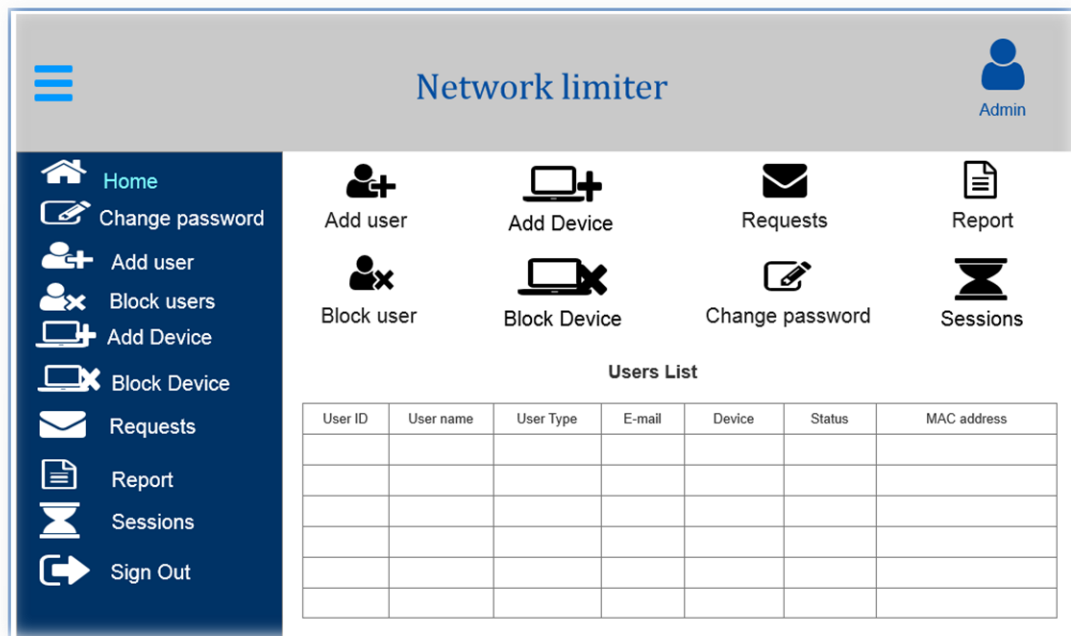 Network limiter
Admin
Home
Change password
Add user
Block users
Add Device
Block Device
Requests
Report
Sessions
Sign Out
Add user
Add Device
Requests
Report
Block user
Block Device
Change password
Sessions
Users List
User ID User name User Type E-mail Device Status MAC address